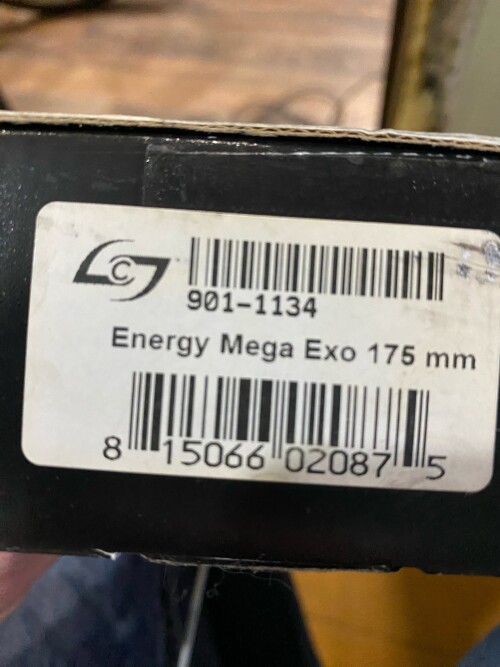 C
901-1134
Energy Mega Exo 175 mm
8 15066 02087 5